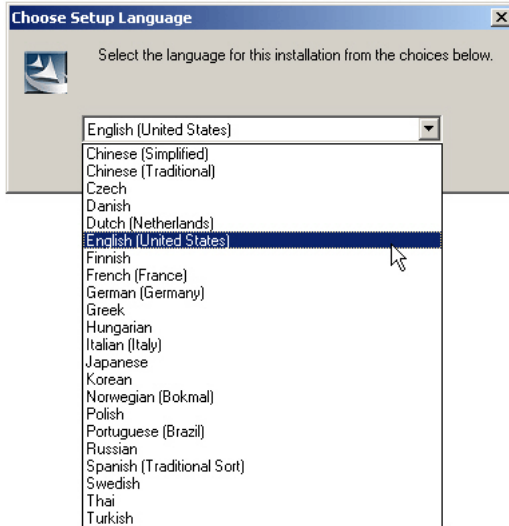 Choose Setup Language
Select the language for this installation from the choices below.
English (United States)
Chinese (Simplified)
Chinese (Traditional)
Czech
Danish
Dutch (Netherlands)
English (United States)
Finnish
French (France)
German (Germany)
Greek
Hungarian
Italian (Italy)
Japanese
Korean
Norwegian (Bokmal)
Polish
Portuguese (Brazil)
Russian
Spanish (Traditional Sort)
Swedish
Thai
Turkish